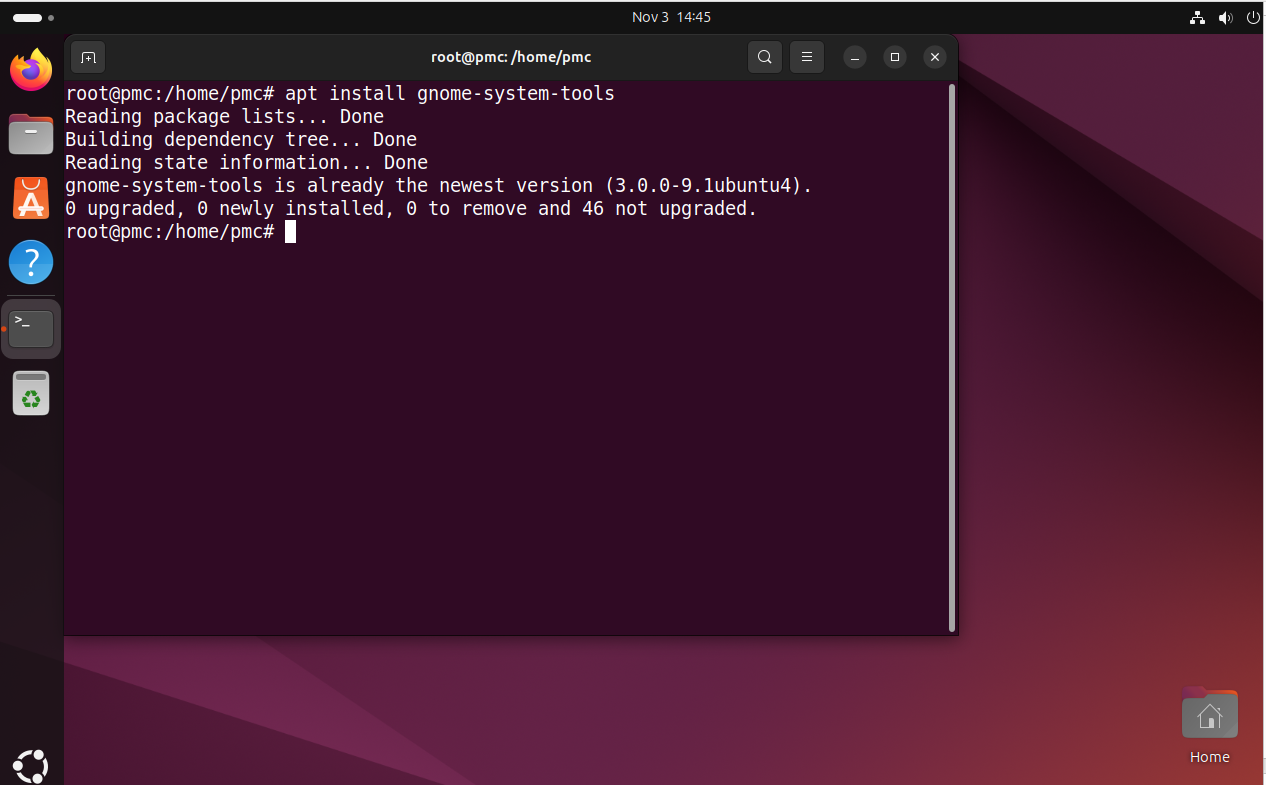 Nov 3 14:45
root@pmc: /home/pmc
root@pmc:/home/pmc# apt install gnome-system-tools
Reading package lists... Done
Building dependency tree... Done
Reading state information... Done
gnome-system-tools is already the newest version (3.0.0-9.1ubuntu4).
0 upgraded, 0 newly installed, 0 to remove and 46 not upgraded.
root@pmc:/home/pmc#
Home